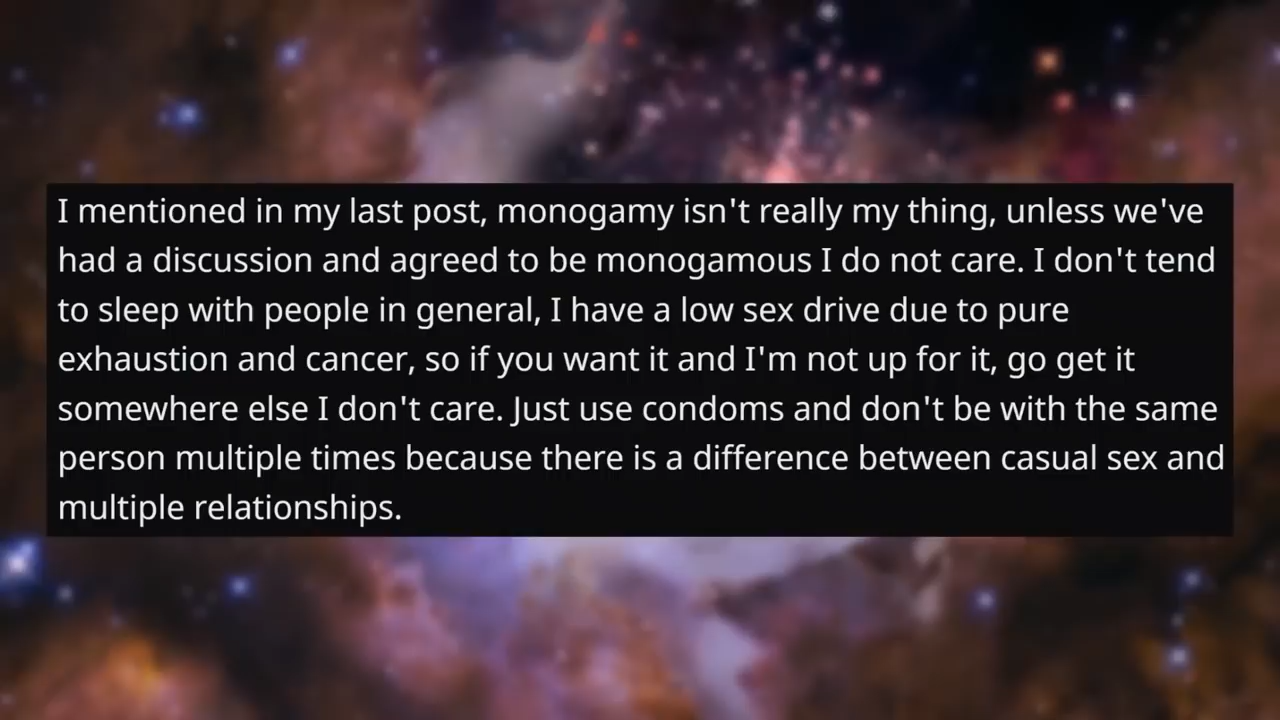 I mentioned in my last post, monogamy isn't really my thing, unless we've
had a discussion and agreed to be monogamous I do not care. I don't tend
to sleep with people in general, I have a low sex drive due to pure
exhaustion and cancer, so if you want it and I'm not up for it, go get it
somewhere else I don't care. Just use condoms and don't be with the same
person multiple times because there is a difference between casual sex and
multiple relationships.